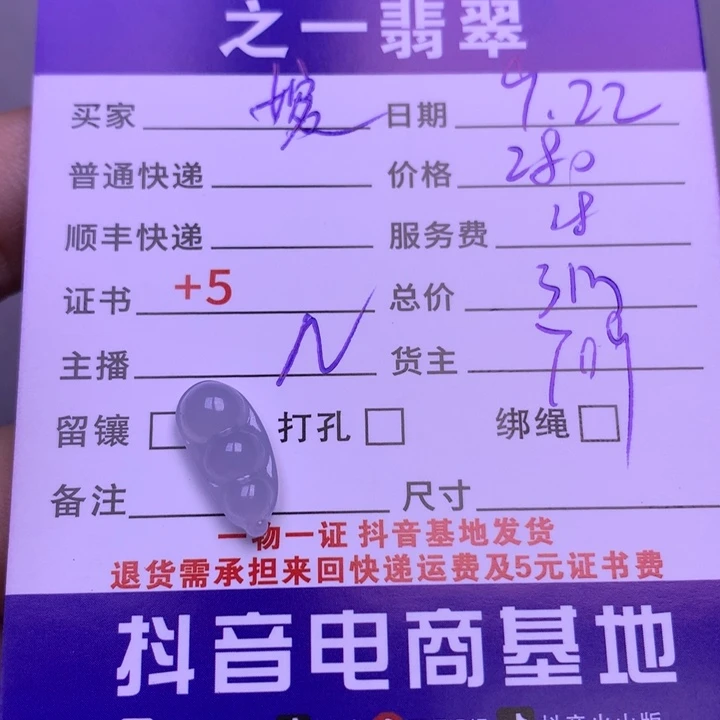 之一翡翠
买家 日期 9.22
普通快递 价格 280
顺丰快递 服务费 28
证书 +5 总价 313
主播 N 货主 709
留镶 打孔 绑绳
备注 尺寸
一物一证 抖音基地发货
退货需承担来回快递运费及5元证书费
抖音电商基地